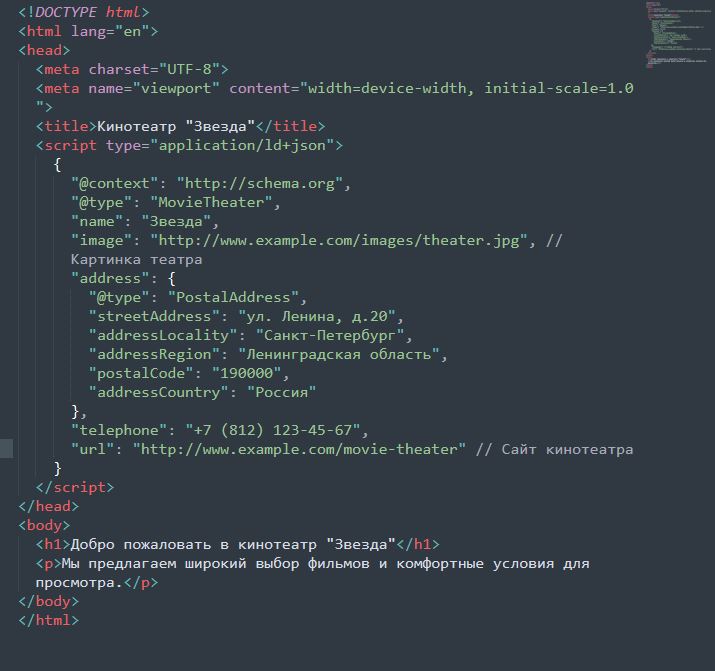 <!DOCTYPE html>
<html lang="en">
<head>
<meta charset="UTF-8">
<meta name="viewport" content="width=device-width, initial-scale=1.0
">
<title>Кинотеатр "Звезда"</title>
<script type="application/ld+json">
{
"@context": "http://schema.org",
"@type": "MovieTheater",
"name": "Звезда",
"image": "http://www.example.com/images/theater.jpg", //
Картинка театра
"address": {
"@type": "PostalAddress",
"streetAddress": "ул. Ленина, д.20",
"addressLocality": "Санкт-Петербург",
"addressRegion": "Ленинградская область",
"postalCode": "190000",
"addressCountry": "Россия"
},
"telephone": "+7 (812) 123-45-67",
"url": "http://www.example.com/movie-theater" // Сайт кинотеатра
}
</script>
</head>
<body>
<h1>Добро пожаловать в кинотеатр "Звезда"</h1>
<p>Мы предлагаем широкий выбор фильмов и комфортные условия для
просмотра.</p>
</body>
</html>